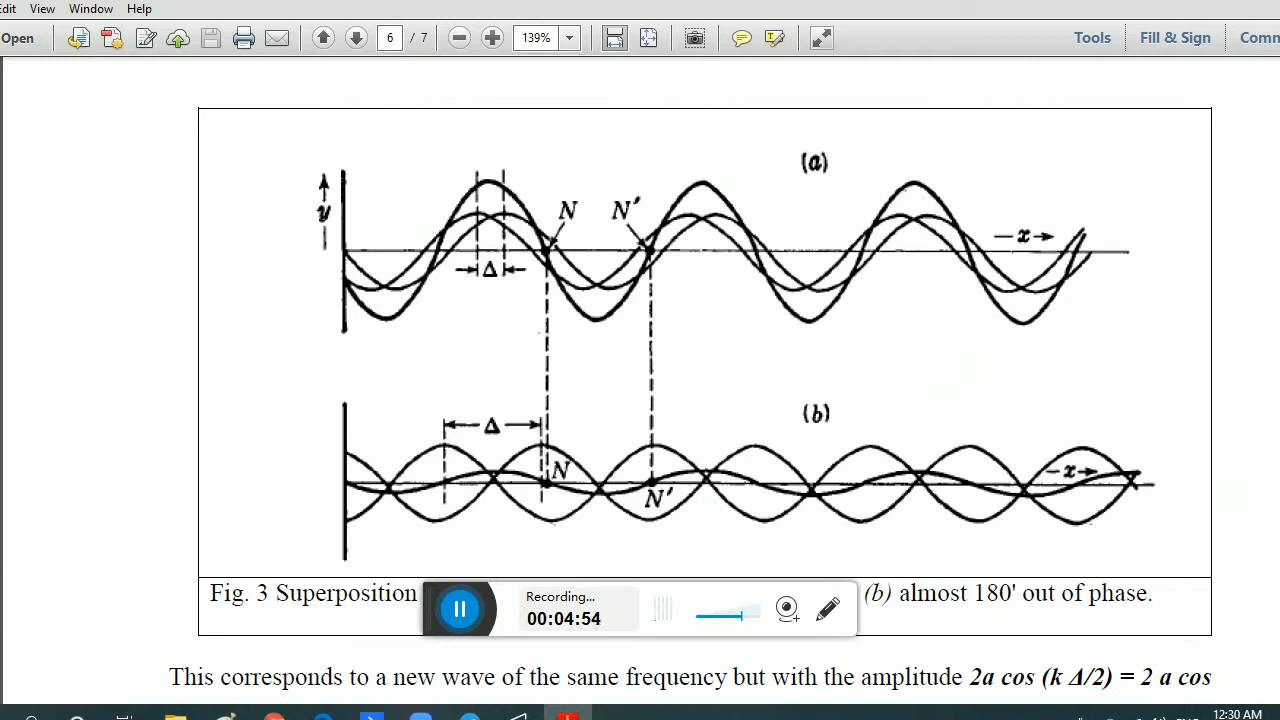 Edit View Window Help
Open 6 / 7 139% Tools Fill & Sign Comm
(a)
y
N N'
—x→
Δ
(b)
Δ
N
N'
—x→
Fig. 3 Superposition (b) almost 180' out of phase.
Recording...
00:04:54
This corresponds to a new wave of the same frequency but with the amplitude 2a cos (k Δ/2) = 2 a cos
12:30 AM